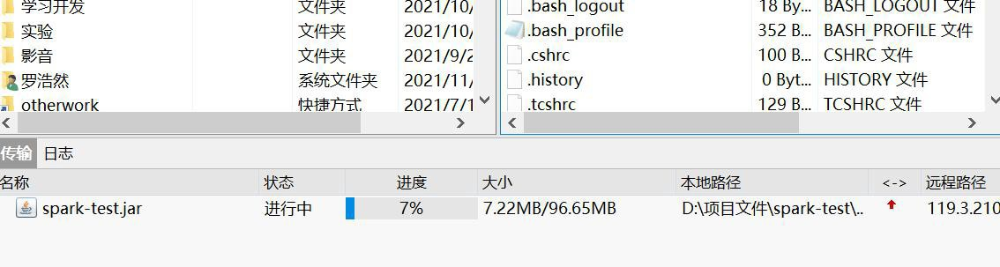 学习开发 文件夹 2021/10/
实验 文件夹 2021/10,
影音 文件夹 2021/9/2
罗浩然 系统文件夹 2021/11/
otherwork 快捷方式 2021/7/1
.bash_logout 18 By... BASH_LOGOUT 文件
.bash_profile 352 B... BASH_PROFILE 文件
.cshrc 100 B... CSHRC 文件
.history 0 Byt... HISTORY 文件
.tcshrc 129 B... TCSHRC 文件
传输 日志
名称 状态 进度 大小 本地路径 <-> 远程路径
spark-test.jar 进行中 7% 7.22MB/96.65MB D:\项目文件\spark-test\.. 119.3.210